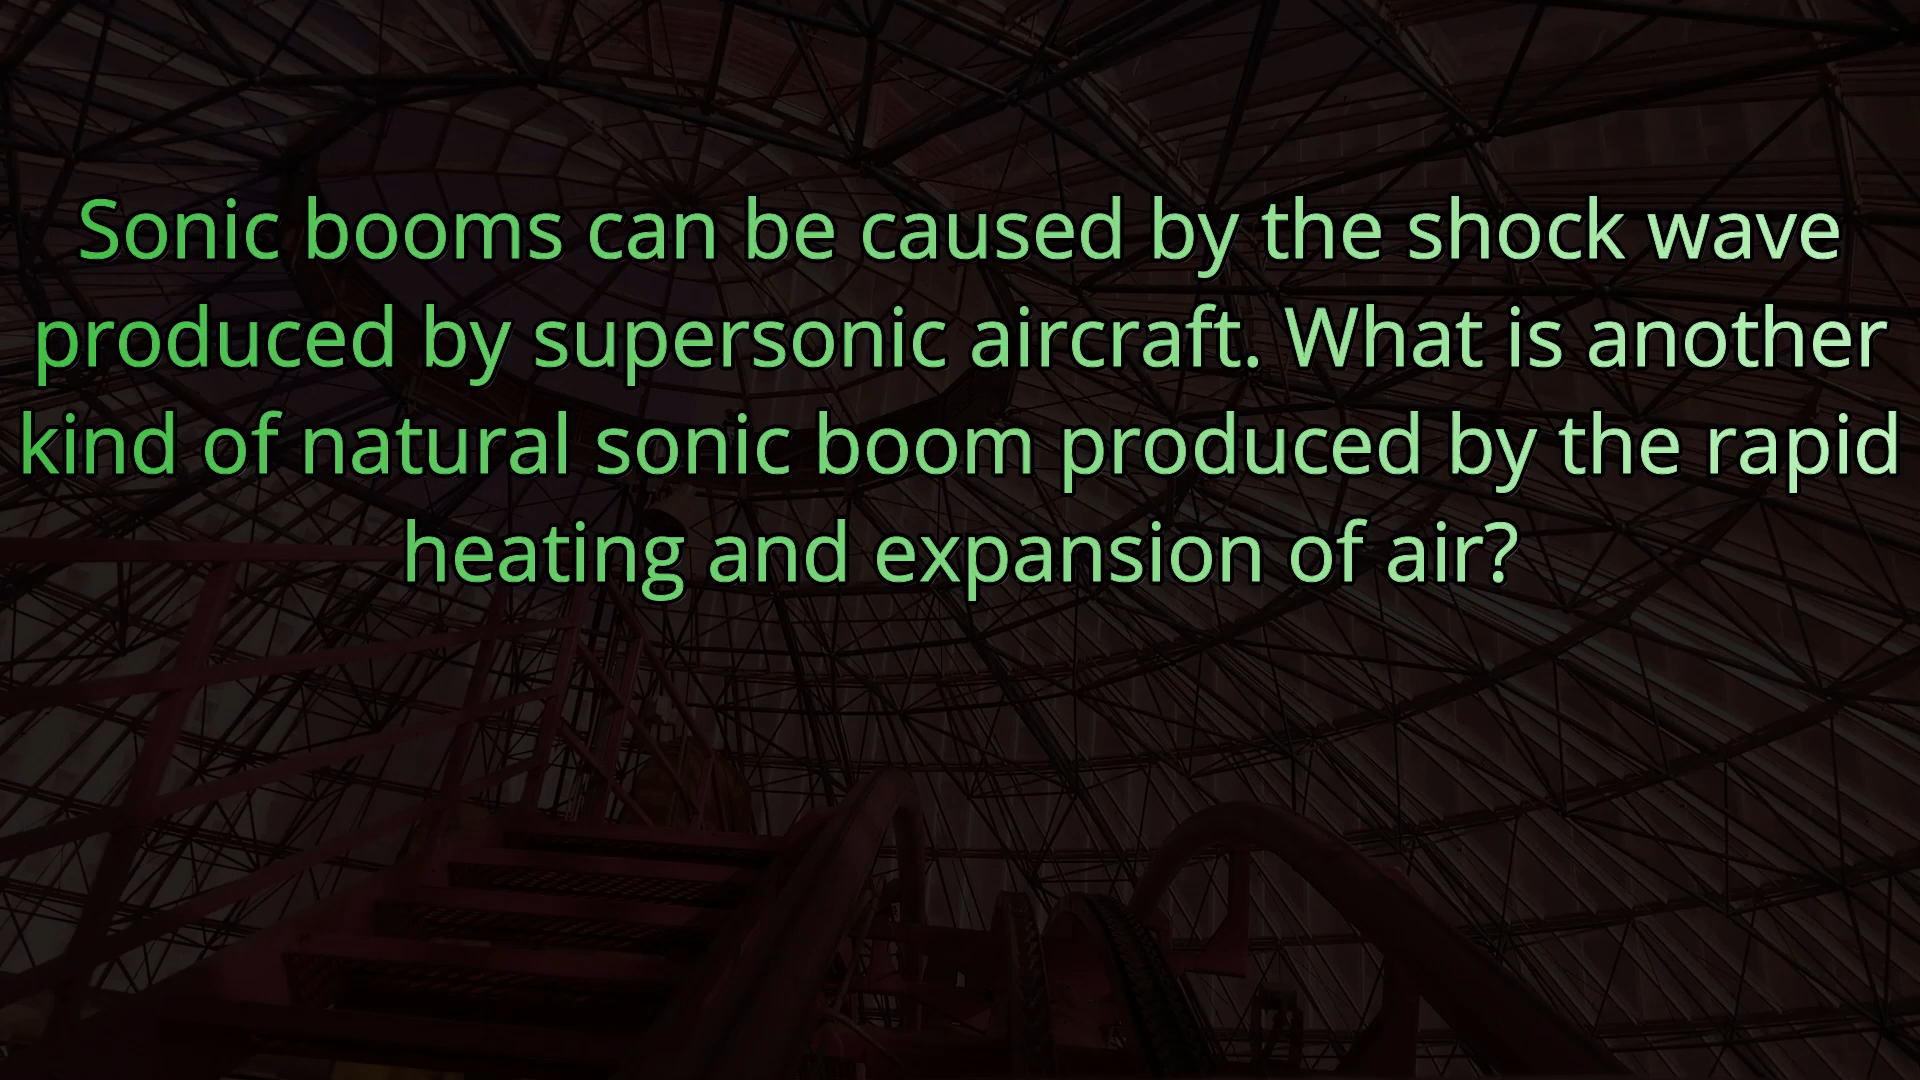 Sonic booms can be caused by the shock wave
produced by supersonic aircraft. What is another
kind of natural sonic boom produced by the rapid
heating and expansion of air?